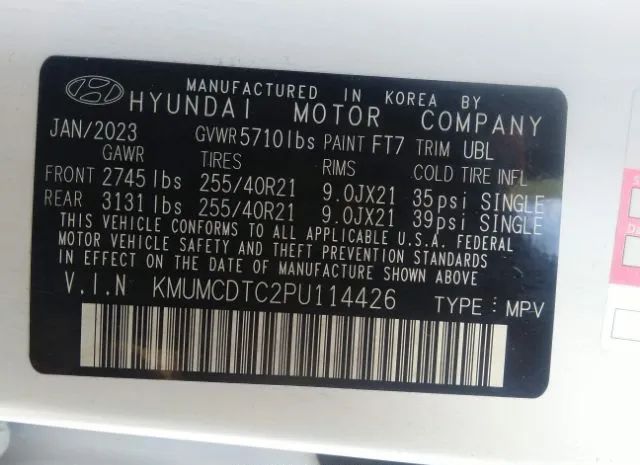 MANUFACTURED IN KOREA BY
HYUNDAI MOTOR COMPANY
JAN/2023 GVWR 5710lbs PAINT FT7 TRIM UBL
GAWR TIRES RIMS COLD TIRE INFL
FRONT 2745lbs 255/40R21 9.0JX21 35psi SINGLE
REAR 3131lbs 255/40R21 9.0JX21 39psi SINGLE
THIS VEHICLE CONFORMS TO ALL APPLICABLE U.S.A. FEDERAL
MOTOR VEHICLE SAFETY AND THEFT PREVENTION STANDARDS
IN EFFECT ON THE DATE OF MANUFACTURE SHOWN ABOVE.
V.I.N KMUMCDTC2PU114426 TYPE : MPV